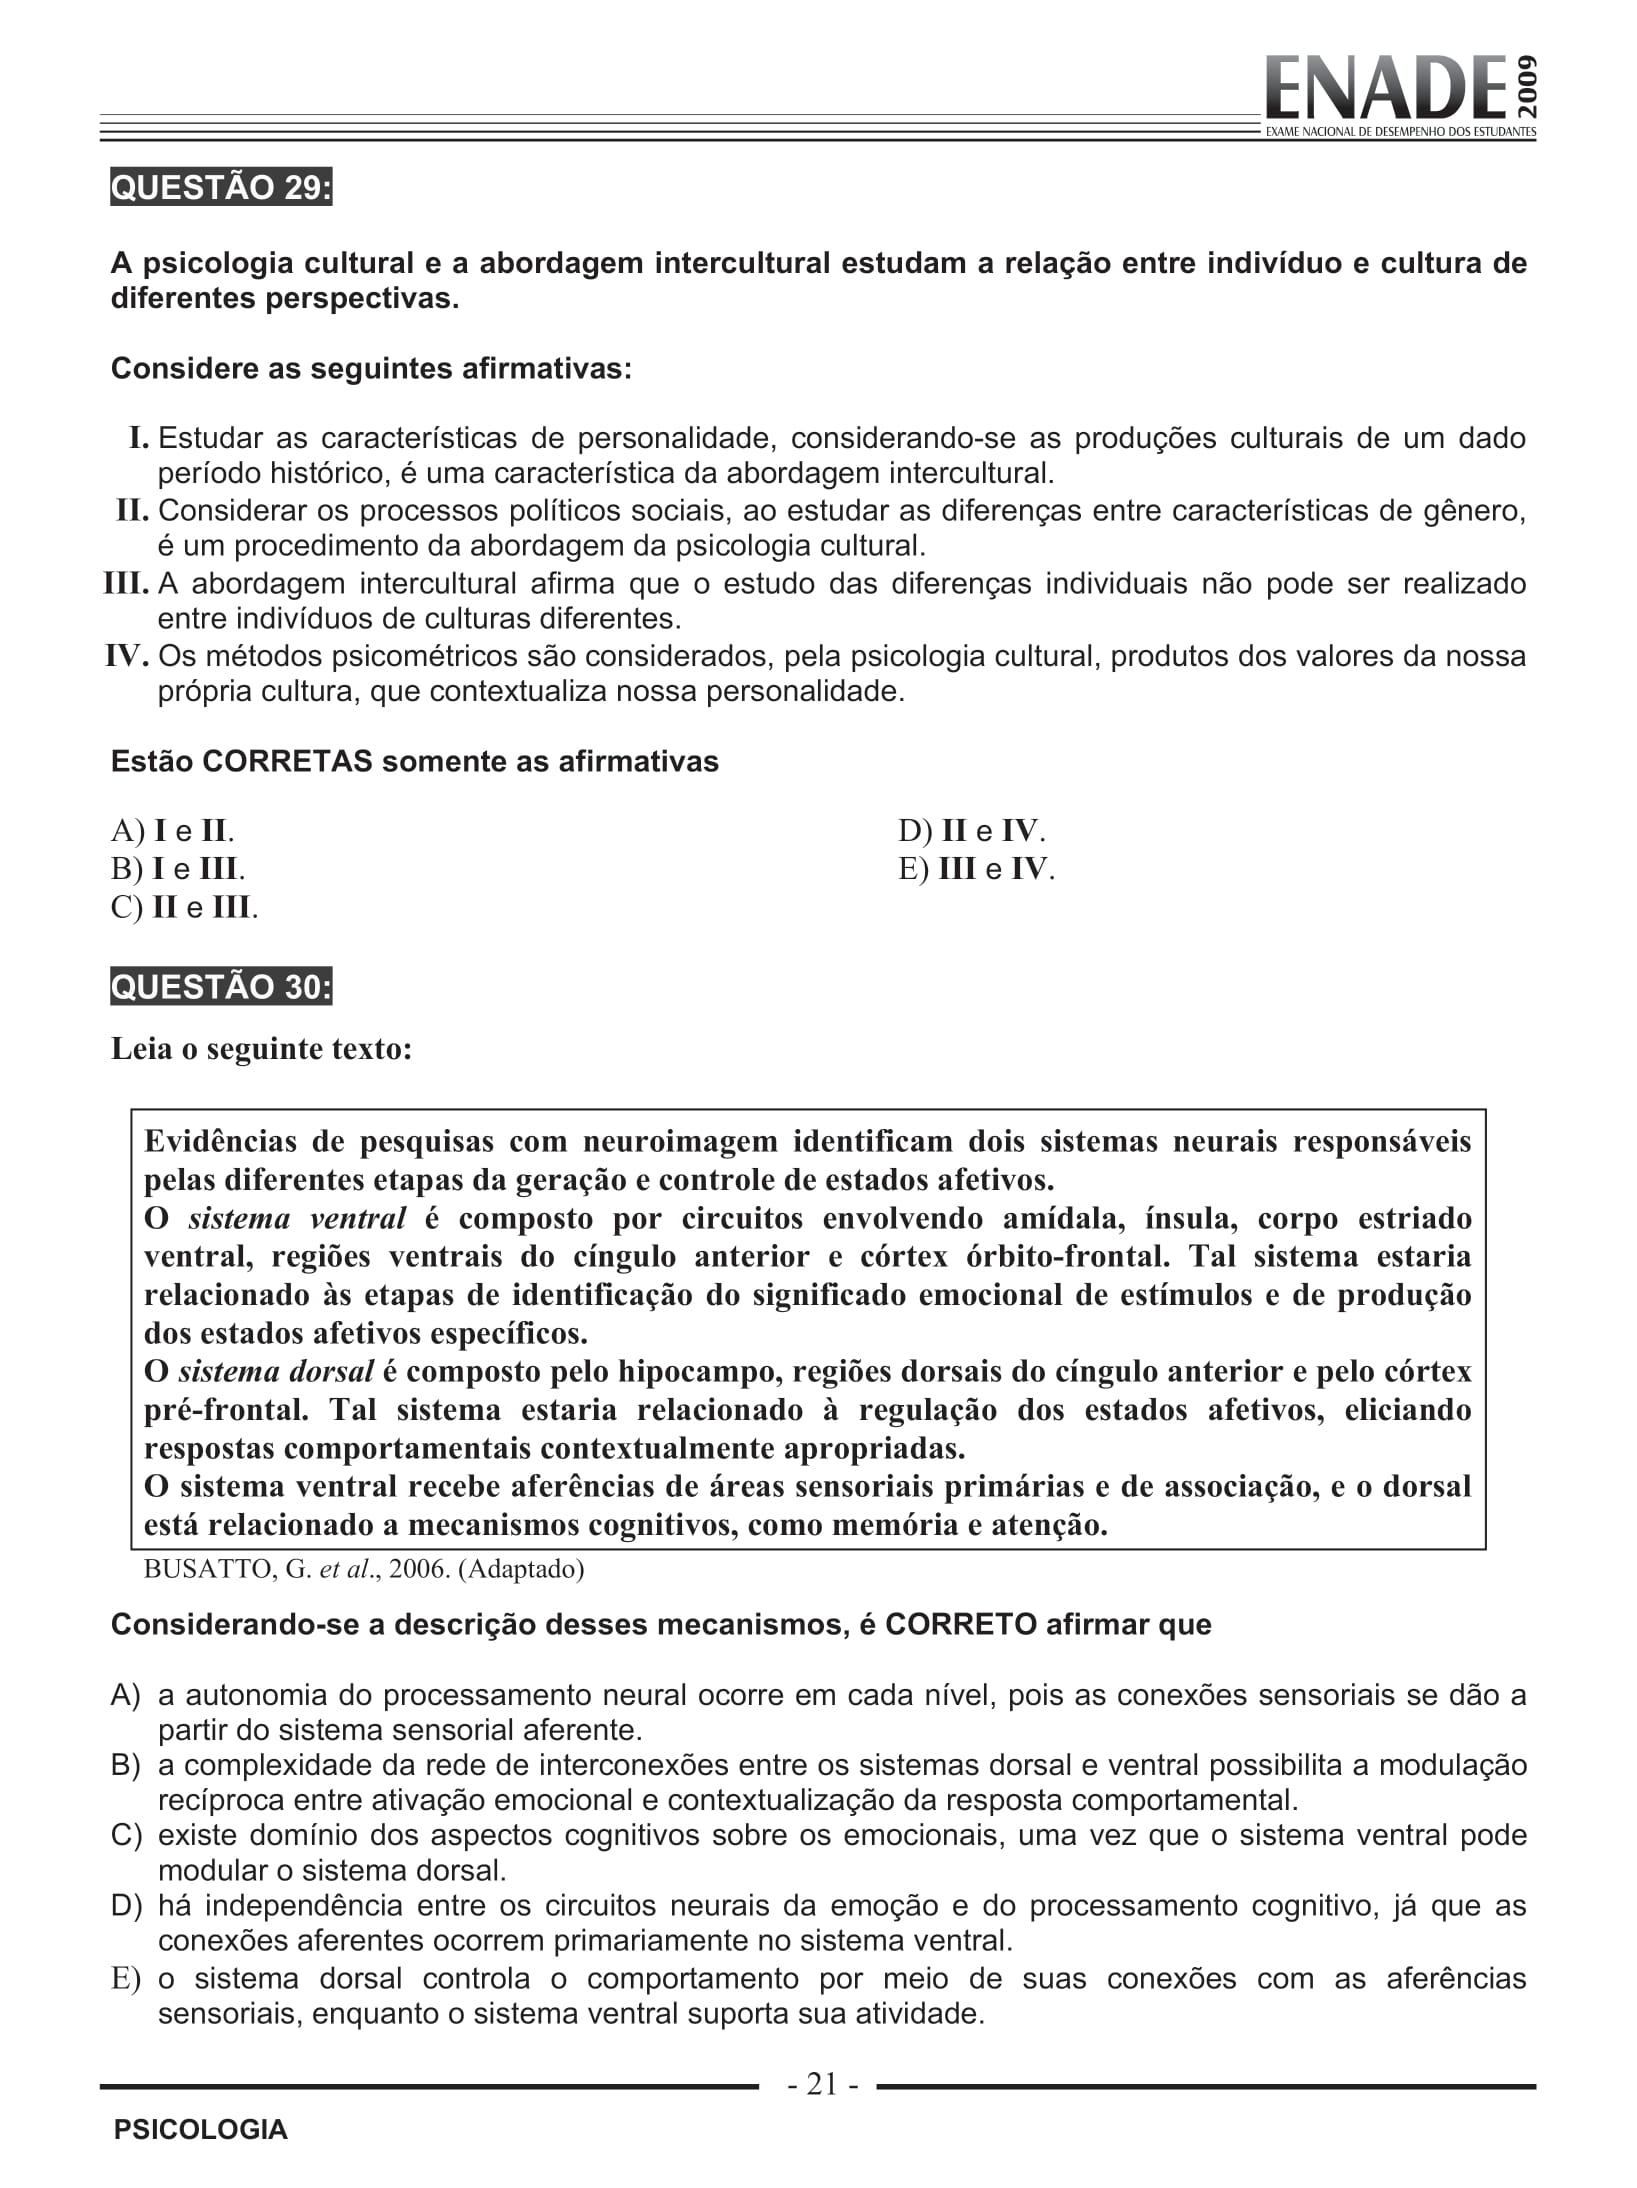 ENADE 2009
EXAME NACIONAL DE DESEMPENHO DOS ESTUDANTES
QUESTÃO 29:
A psicologia cultural e a abordagem intercultural estudam a relação entre indivíduo e cultura de
diferentes perspectivas.
Considere as seguintes afirmativas:
I. Estudar as características de personalidade, considerando-se as produções culturais de um dado
período histórico, é uma característica da abordagem intercultural.
II. Considerar os processos políticos sociais, ao estudar as diferenças entre características de gênero,
é um procedimento da abordagem da psicologia cultural.
III. A abordagem intercultural afirma que o estudo das diferenças individuais não pode ser realizado
entre indivíduos de culturas diferentes.
IV. Os métodos psicométricos são considerados, pela psicologia cultural, produtos dos valores da nossa
própria cultura, que contextualiza nossa personalidade.
Estão CORRETAS somente as afirmativas
A) I e II.
B) I e III.
C) II e III.
D) II e IV.
E) III e IV.
QUESTÃO 30:
Leia o seguinte texto:
Evidências de pesquisas com neuroimagem identificam dois sistemas neurais responsáveis
pelas diferentes etapas da geração e controle de estados afetivos.
O sistema ventral é composto por circuitos envolvendo amídala, ínsula, corpo estriado
ventral, regiões ventrais do cíngulo anterior e córtex órbito-frontal. Tal sistema estaria
relacionado às etapas de identificação do significado emocional de estímulos e de produção
dos estados afetivos específicos.
O sistema dorsal é composto pelo hipocampo, regiões dorsais do cíngulo anterior e pelo córtex
pré-frontal. Tal sistema estaria relacionado à regulação dos estados afetivos, eliciando
respostas comportamentais contextualmente apropriadas.
O sistema ventral recebe aferências de áreas sensoriais primárias e de associação, e o dorsal
está relacionado a mecanismos cognitivos, como memória e atenção.
BUSATTO, G. et al., 2006. (Adaptado)
Considerando-se a descrição desses mecanismos, é CORRETO afirmar que
A) a autonomia do processamento neural ocorre em cada nível, pois as conexões sensoriais se dão a
partir do sistema sensorial aferente.
B) a complexidade da rede de interconexões entre os sistemas dorsal e ventral possibilita a modulação
recíproca entre ativação emocional e contextualização da resposta comportamental.
C) existe domínio dos aspectos cognitivos sobre os emocionais, uma vez que o sistema ventral pode
modular o sistema dorsal.
D) há independência entre os circuitos neurais da emoção e do processamento cognitivo, já que as
conexões aferentes ocorrem primariamente no sistema ventral.
E) o sistema dorsal controla o comportamento por meio de suas conexões com as aferências
sensoriais, enquanto o sistema ventral suporta sua atividade.
- 21 -
PSICOLOGIA